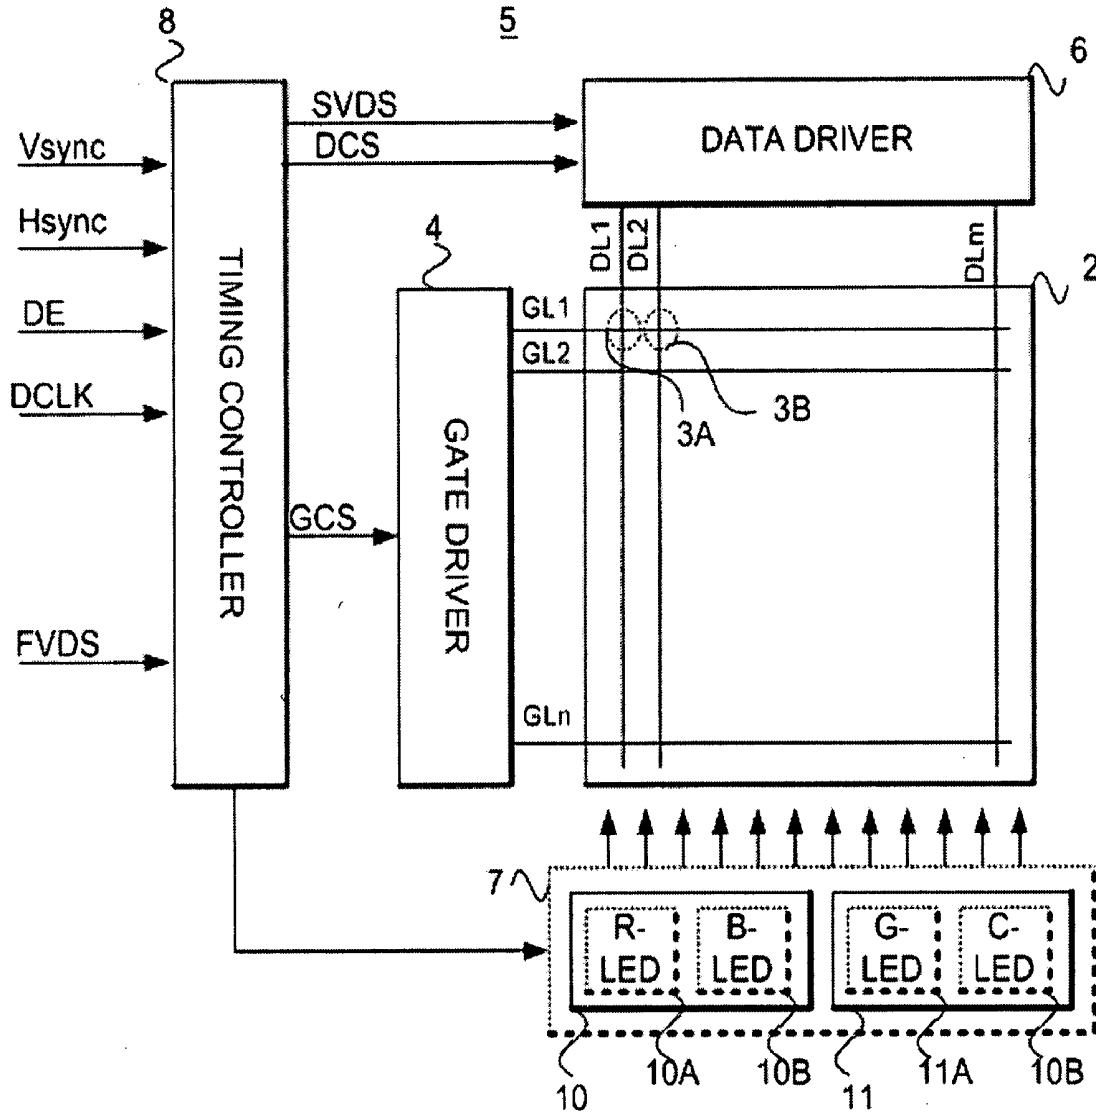 8
5
6
SVDS
DCS
DATA DRIVER
Vsync
Hsync
DE
DCLK
FVDS
TIMING CONTROLLER
4
DL1
DL2
DLm
2
GL1
GL2
3A
3B
GATE DRIVER
GCS
GLn
7
R-
LED
B-
LED
G-
LED
C-
LED
10
10A
10B
11
11A
10B